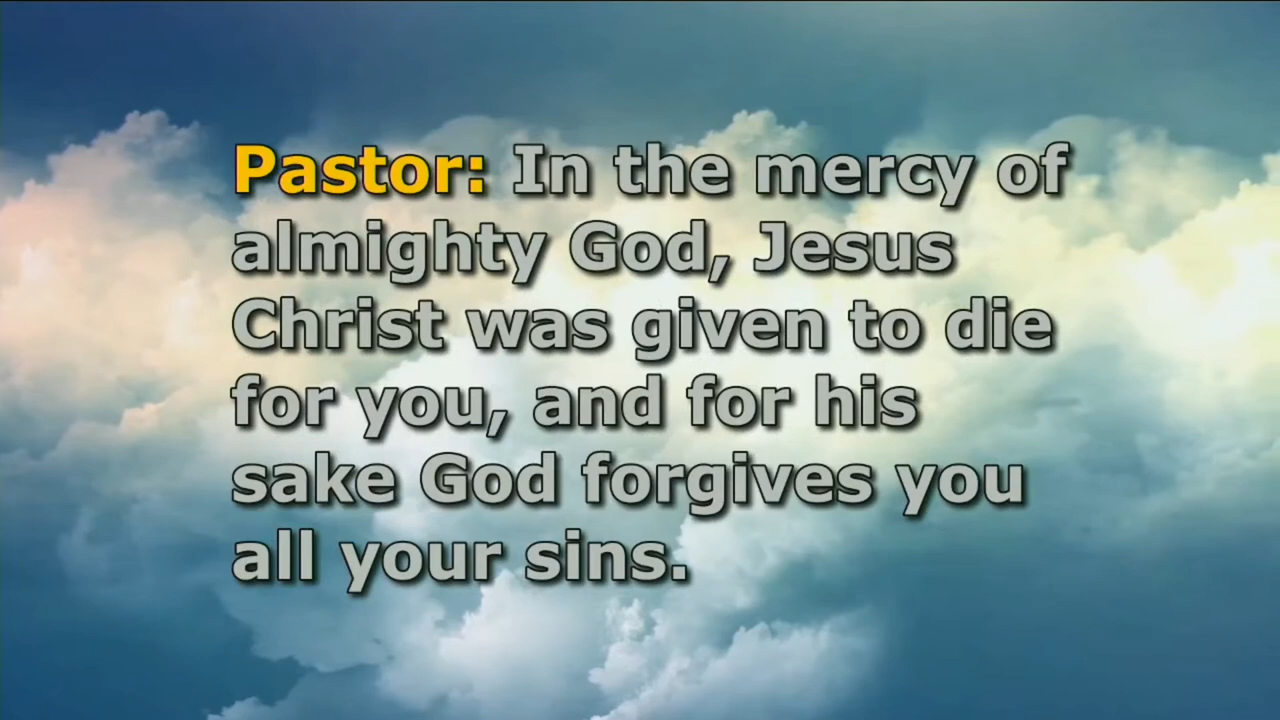 Pastor: In the mercy of
almighty God, Jesus
Christ was given to die
for you, and for his
sake God forgives you
all your sins.